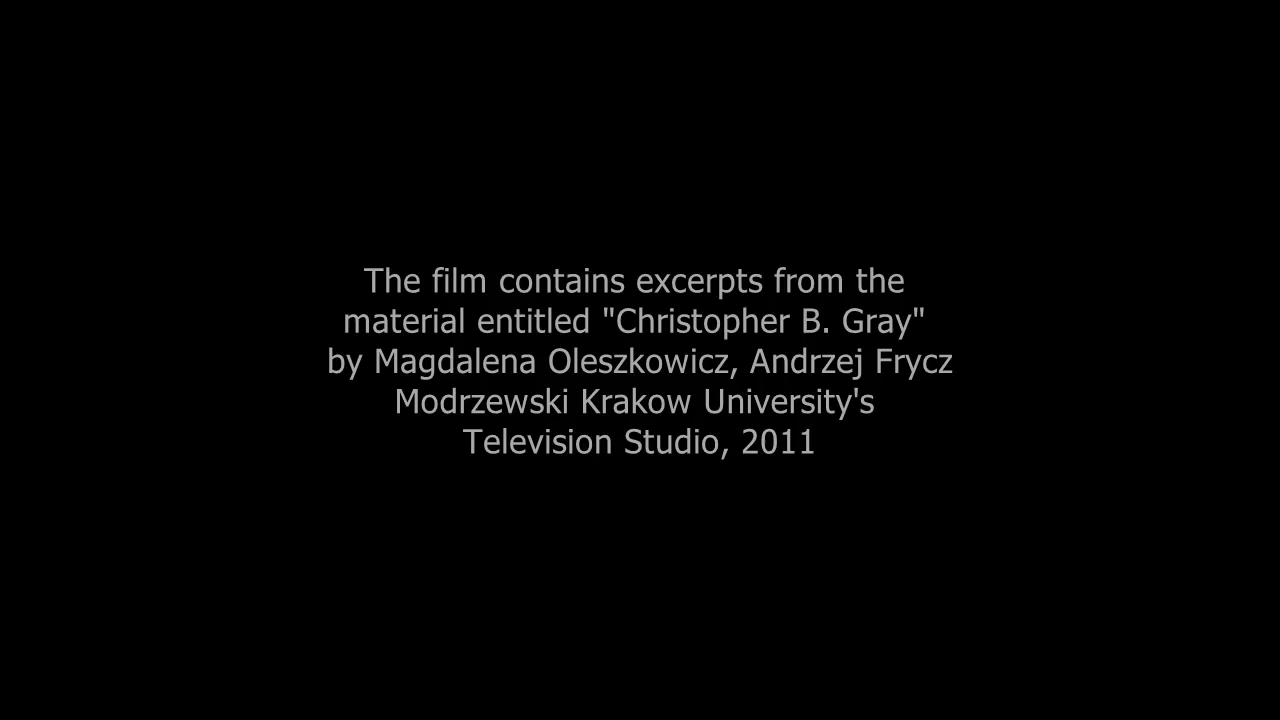 The film contains excerpts from the
material entitled "Christopher B. Gray"
by Magdalena Oleszkowicz, Andrzej Frycz
Modrzewski Krakow University's
Television Studio, 2011